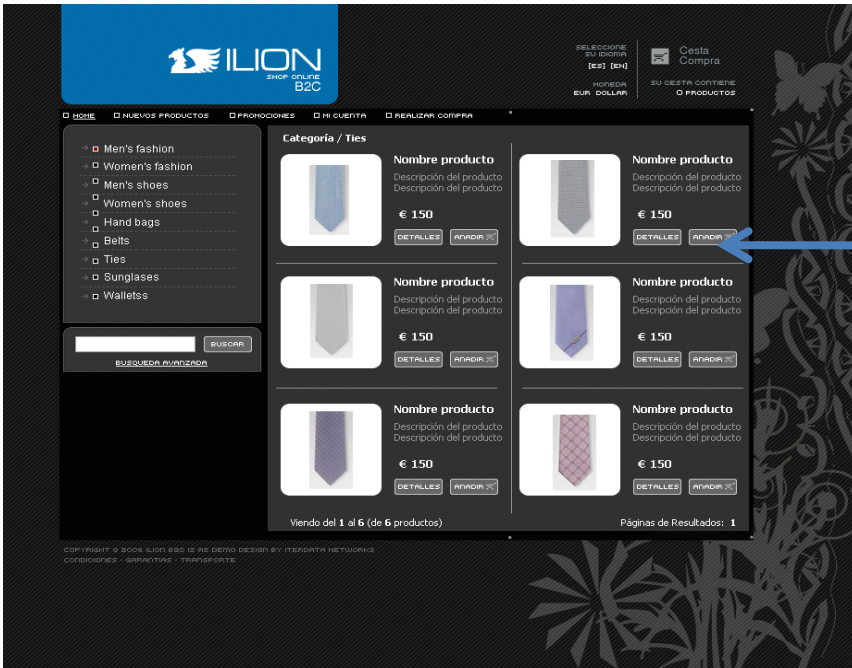 ILION
SHOP ONLINE
B2C
SELECCIONE
SU IDIOMA
[ES] [EN]
Cesta
Compra
MONEDA
EUR DOLLAR
SU CESTA CONTIENE
0 PRODUCTOS
HOME NUEVOS PRODUCTOS PROMOCIONES MI CUENTA REALIZAR COMPRA
Men's fashion
Women's fashion
Men's shoes
Women's shoes
Hand bags
Belts
Ties
Sunglases
Walletss
BUSCAR
BUSQUEDA AVANZADA
Categoría / Ties
Nombre producto
Descripción del producto
Descripción del producto
€ 150
DETALLES AÑADIR
Nombre producto
Descripción del producto
Descripción del producto
€ 150
DETALLES AÑADIR
Nombre producto
Descripción del producto
Descripción del producto
€ 150
DETALLES AÑADIR
Nombre producto
Descripción del producto
Descripción del producto
€ 150
DETALLES AÑADIR
Nombre producto
Descripción del producto
Descripción del producto
€ 150
DETALLES AÑADIR
Nombre producto
Descripción del producto
Descripción del producto
€ 150
DETALLES AÑADIR
Viendo del 1 al 6 (de 6 productos)
Páginas de Resultados: 1
COPYRIGHT © 2006 ILION B2C IS AS DEMO DESIGN BY ITERDATA NETWORKS
CONDICIONES - GARANTIAS - TRANSPORTE